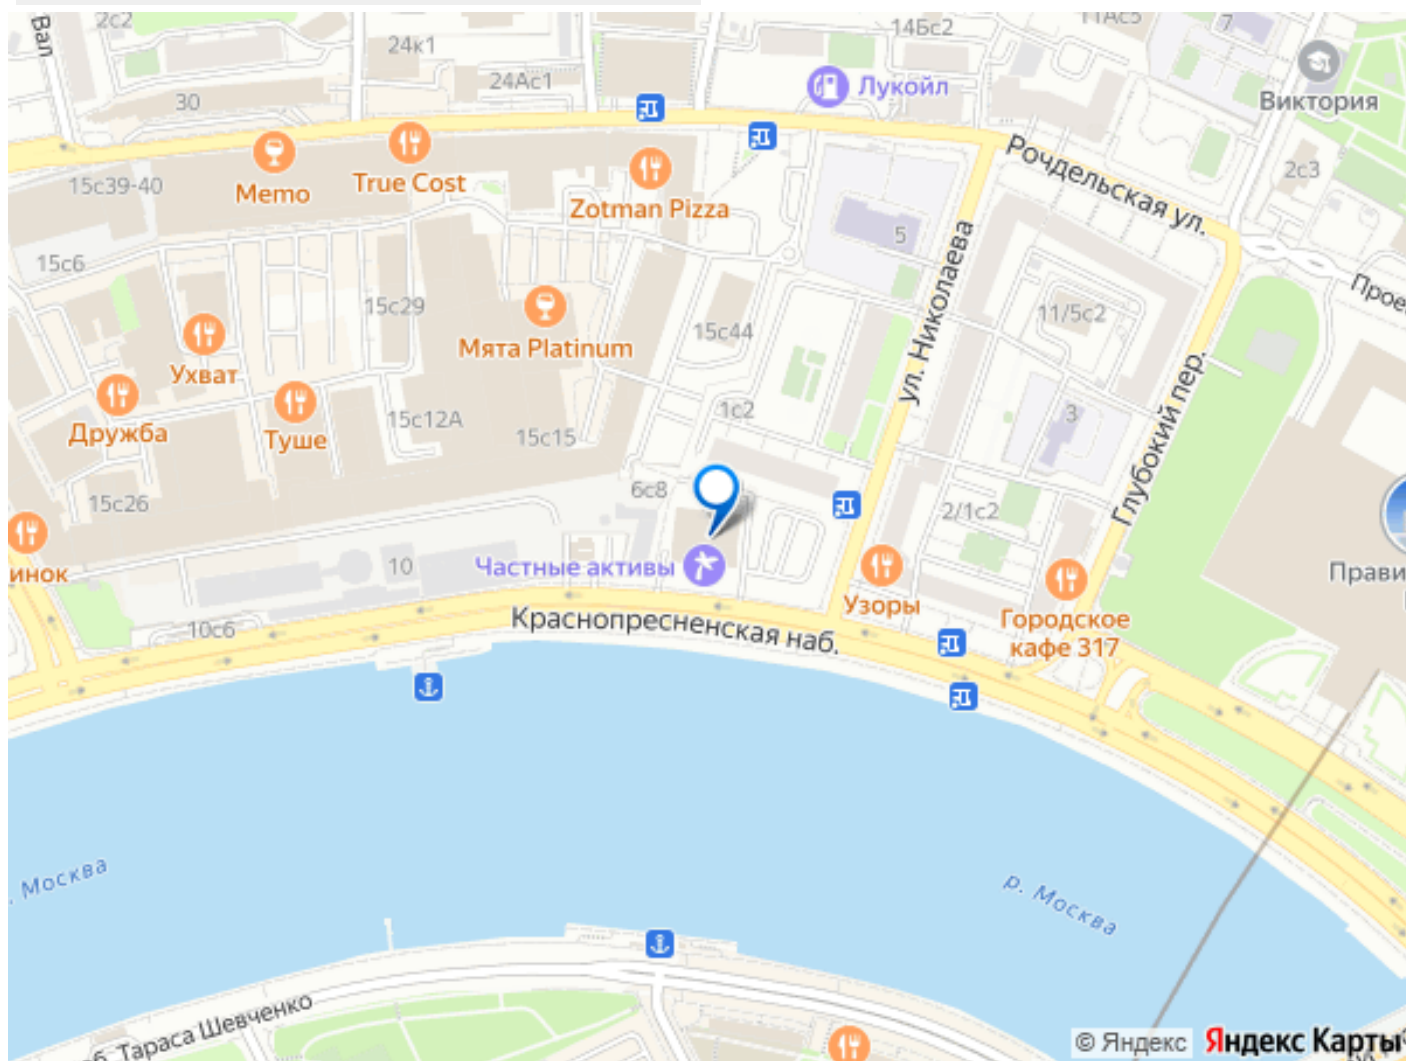 Вал
2с2
24к1
14Бс2
11Ас5
7
24Ас1
Лукойл
30
Виктория
Memo
True Cost
Zotman Pizza
Рочдельская ул.
2с3
15с39-40
5
15с6
15с29
ул. Николаева
11/5с2
15с44
Мята Platinum
Ухват
Дружба
Туше
15с12А
15с15
1с2
3
Глубокий пер.
15с26
6с8
2/1с2
инок
10
Частные активы
Узоры
Городское
кафе 317
10с6
Краснопресненская наб.
Москва
р. Москва
Тараса Шевченко
© Яндекс
Яндекс Карты